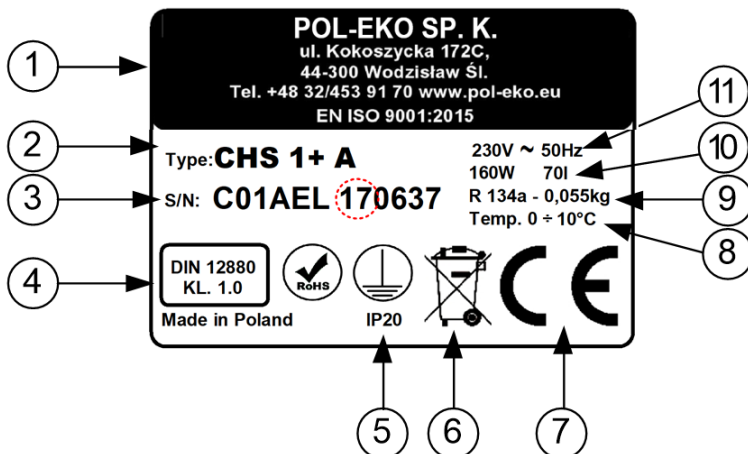 POL-EKO SP. K.
ul. Kokoszycka 172C,
44-300 Wodzisław Śl.
Tel. +48 32/453 91 70 www.pol-eko.eu
EN ISO 9001:2015
1
2
3
4
Type: CHS 1+ A
S/N: C01AEL 170637
230V ~ 50Hz
160W 70l
R 134a - 0,055kg
Temp. 0 ÷ 10°C
11
10
9
8
DIN 12880
KL. 1.0
RoHS
IP20
CE
Made in Poland
5
6
7